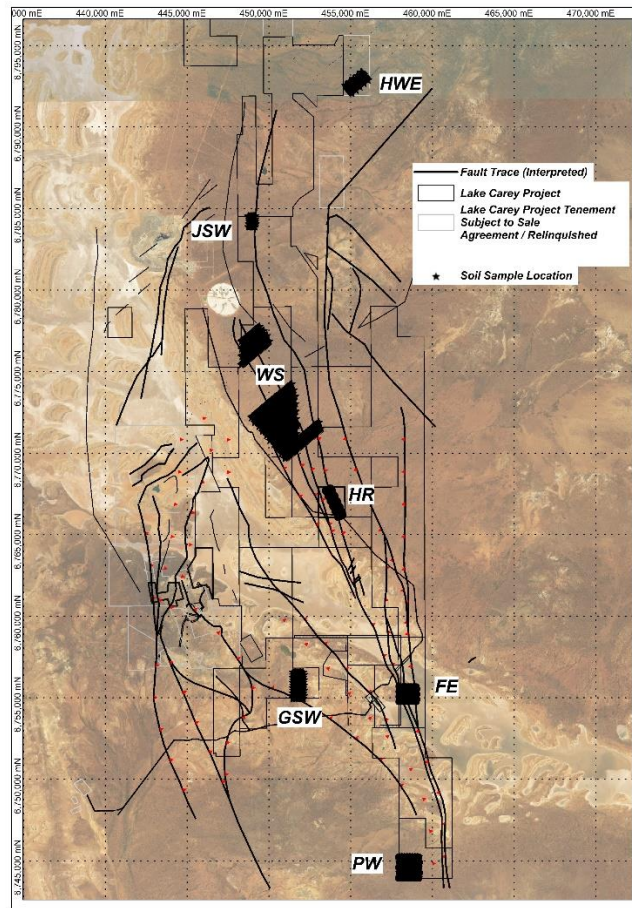 000 mE
440,000 mE
445,000 mE
450,000 mE
455,000 mE
460,000 mE
465,000 mE
470,000 mE
6,795,000 mN
HWE
6,790,000 mN
Fault Trace (Interpreted)
Lake Carey Project
Lake Carey Project Tenement
Subject to Sale
Agreement / Relinquished
Soil Sample Location
6,785,000 mN
JSW
6,780,000 mN
WS
6,775,000 mN
6,770,000 mN
HR
6,765,000 mN
6,760,000 mN
FE
6,755,000 mN
GSW
6,750,000 mN
PW
6,745,000 mN